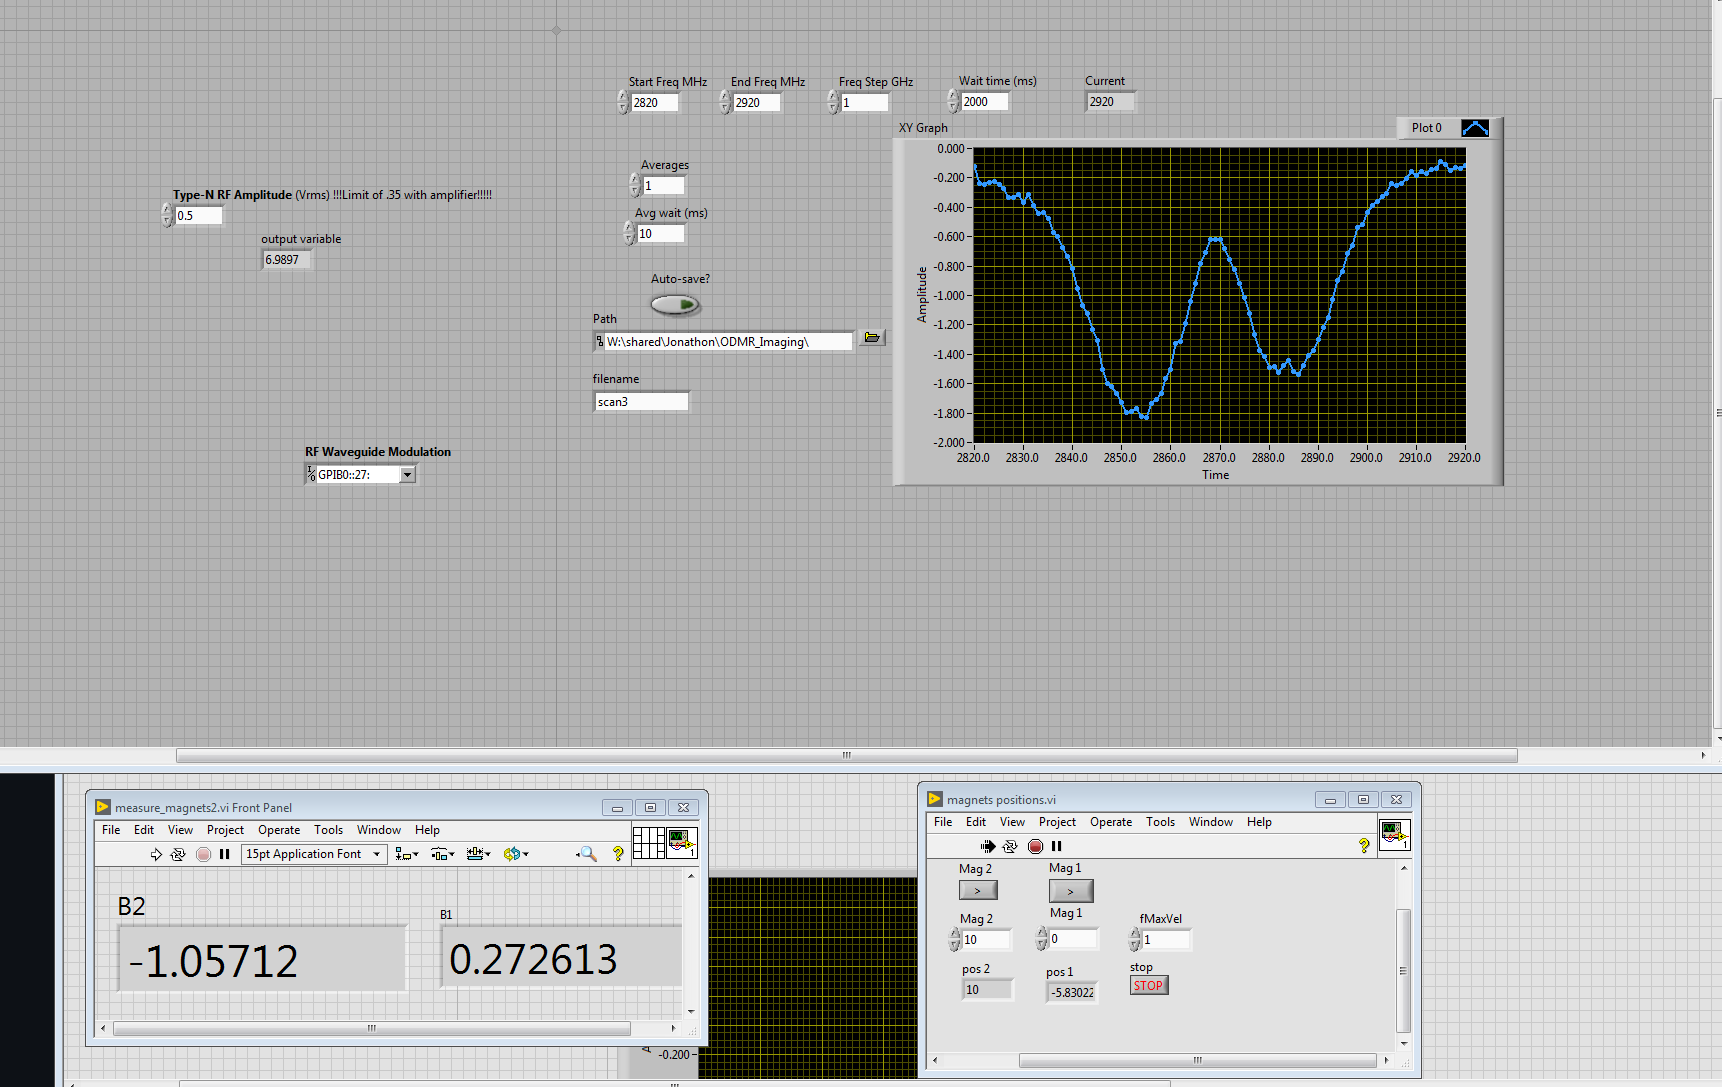 Start Freq MHz End Freq MHz Freq Step GHz Wait time (ms) Current
2820 2920 1 2000 2920
XY Graph Plot 0
Averages
1
Avg wait (ms)
10
Type-N RF Amplitude (Vrms) !!!Limit of .35 with amplifier!!!!!
0.5
output variable
6.9897
Auto-save?
Path
W:\shared\Jonathon\ODMR_Imaging\
filename
scan3
RF Waveguide Modulation
GPIB0::27:
Amplitude
0.000
-0.200
-0.400
-0.600
-0.800
-1.000
-1.200
-1.400
-1.600
-1.800
-2.000
2820.0 2830.0 2840.0 2850.0 2860.0 2870.0 2880.0 2890.0 2900.0 2910.0 2920.0
Time
measure_magnets2.vi Front Panel
File Edit View Project Operate Tools Window Help
15pt Application Font
1
B2 B1
-1.05712 0.272613
-0.200
magnets positions.vi
File Edit View Project Operate Tools Window Help
1
Mag 2 Mag 1
> >
Mag 2 Mag 1 fMaxVel
10 0 1
pos 2 pos 1 stop
10 -5.83022 STOP